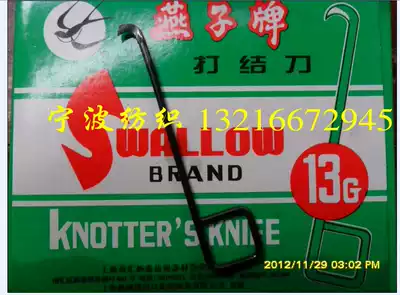 燕子牌
打结刀
宁波纺织 13216672945
SWALLOW
BRAND
13G
KNOTTER'S KNIFE
2012/11/29 03:02 PM